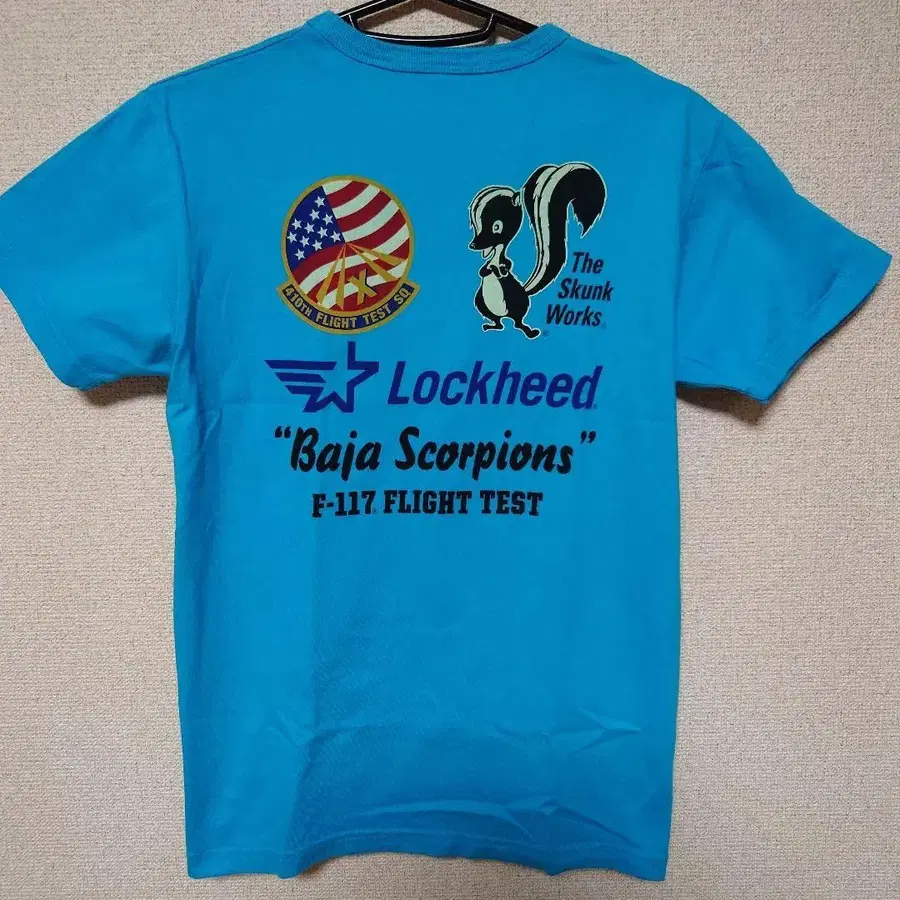 410TH FLIGHT TEST SQ
X
The
Skunk
Works®
Lockheed
"Baja Scorpions"
F-117 FLIGHT TEST